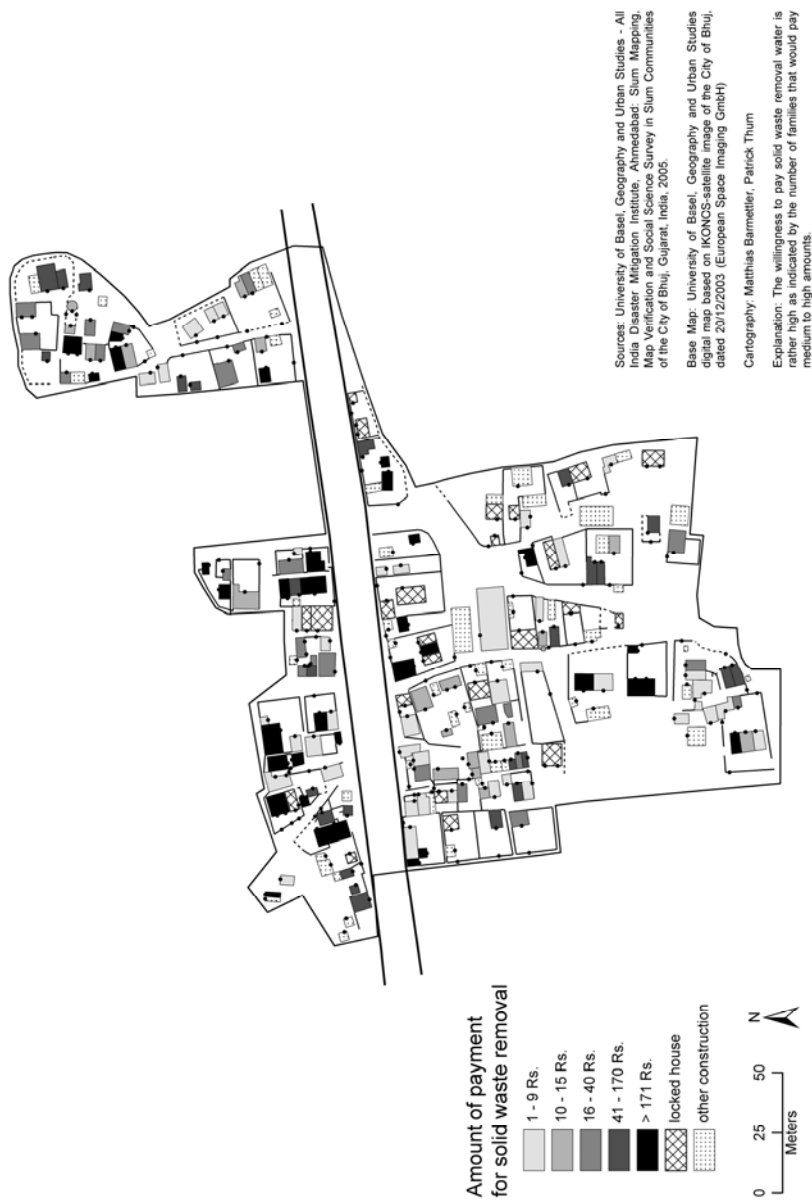 Amount of payment
for solid waste removal
1 - 9 Rs.
10 - 15 Rs.
16 - 40 Rs.
41 - 170 Rs.
> 171 Rs.
locked house
other construction
0 25 50
Meters
N
Sources: University of Basel, Geography and Urban Studies - All
India Disaster Mitigation Institute, Ahmedabad: Slum Mapping,
Map Verification and Social Science Survey in Slum Communities
of the City of Bhuj, Gujarat, India, 2005.
Base Map: University of Basel, Geography and Urban Studies
digital map based on IKONCS-satellite image of the City of Bhuj,
dated 20/12/2003 (European Space Imaging GmbH)
Cartography: Matthias Barmettler, Patrick Thum
Explanation: The willingness to pay solid waste removal water is
rather high as indicated by the number of families that would pay
medium to high amounts.